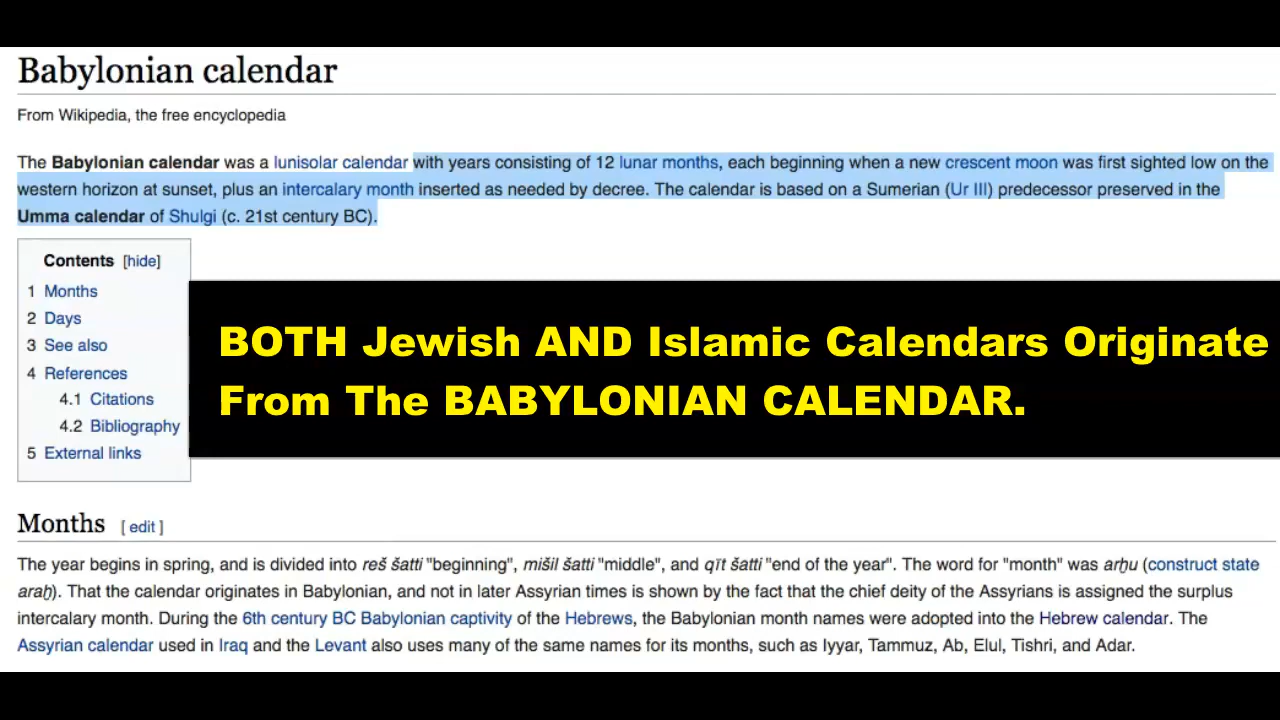 Babylonian calendar
From Wikipedia, the free encyclopedia
The Babylonian calendar was a lunisolar calendar with years consisting of 12 lunar months, each beginning when a new crescent moon was first sighted low on the
western horizon at sunset, plus an intercalary month inserted as needed by decree. The calendar is based on a Sumerian (Ur III) predecessor preserved in the
Umma calendar of Shulgi (c. 21st century BC).
Contents [hide]
1 Months
2 Days
3 See also
4 References
4.1 Citations
4.2 Bibliography
5 External links
BOTH Jewish AND Islamic Calendars Originate
From The BABYLONIAN CALENDAR.
Months [ edit ]
The year begins in spring, and is divided into reš šatti "beginning", mišil šatti "middle", and qīt šatti "end of the year". The word for "month" was arḫu (construct state
araḫ). That the calendar originates in Babylonian, and not in later Assyrian times is shown by the fact that the chief deity of the Assyrians is assigned the surplus
intercalary month. During the 6th century BC Babylonian captivity of the Hebrews, the Babylonian month names were adopted into the Hebrew calendar. The
Assyrian calendar used in Iraq and the Levant also uses many of the same names for its months, such as Iyyar, Tammuz, Ab, Elul, Tishri, and Adar.